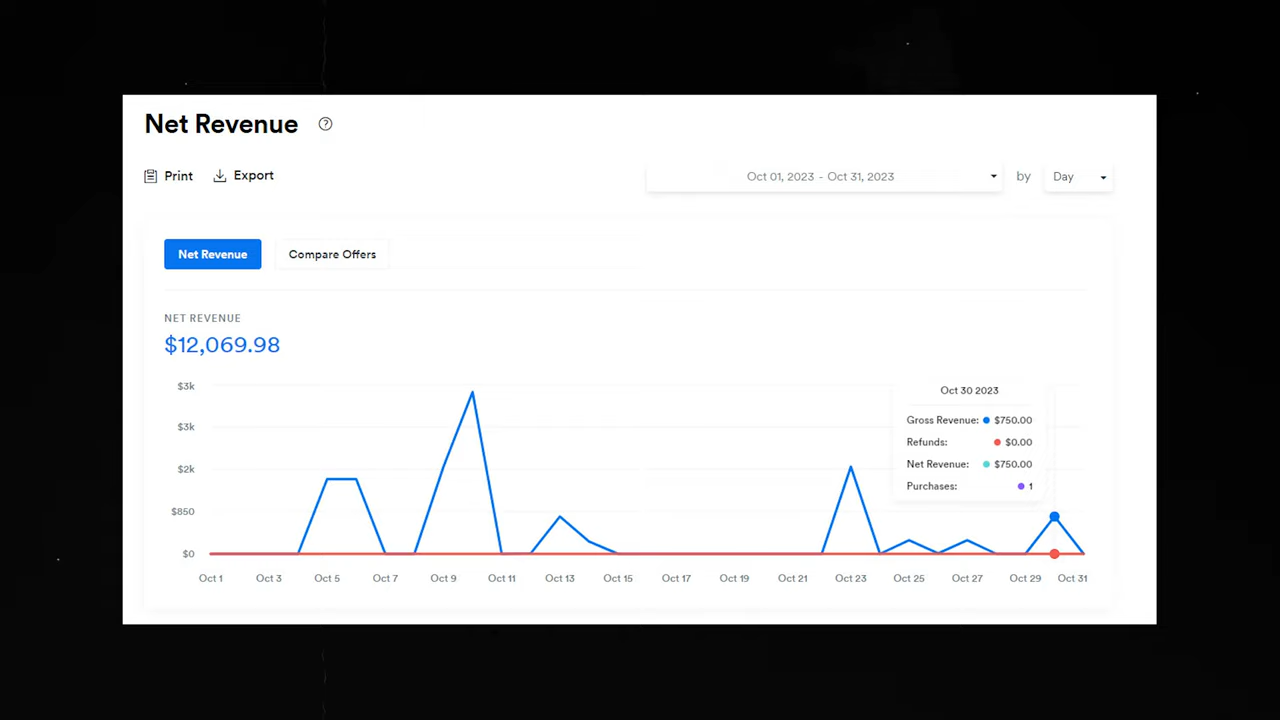 Net Revenue
Print Export
Oct 01, 2023 - Oct 31, 2023 by Day
Net Revenue Compare Offers
NET REVENUE
$12,069.98
$3k
$3k
$2k
$850
$0
Oct 30 2023
Gross Revenue: $750.00
Refunds: $0.00
Net Revenue: $750.00
Purchases: 1
Oct 1 Oct 3 Oct 5 Oct 7 Oct 9 Oct 11 Oct 13 Oct 15 Oct 17 Oct 19 Oct 21 Oct 23 Oct 25 Oct 27 Oct 29 Oct 31